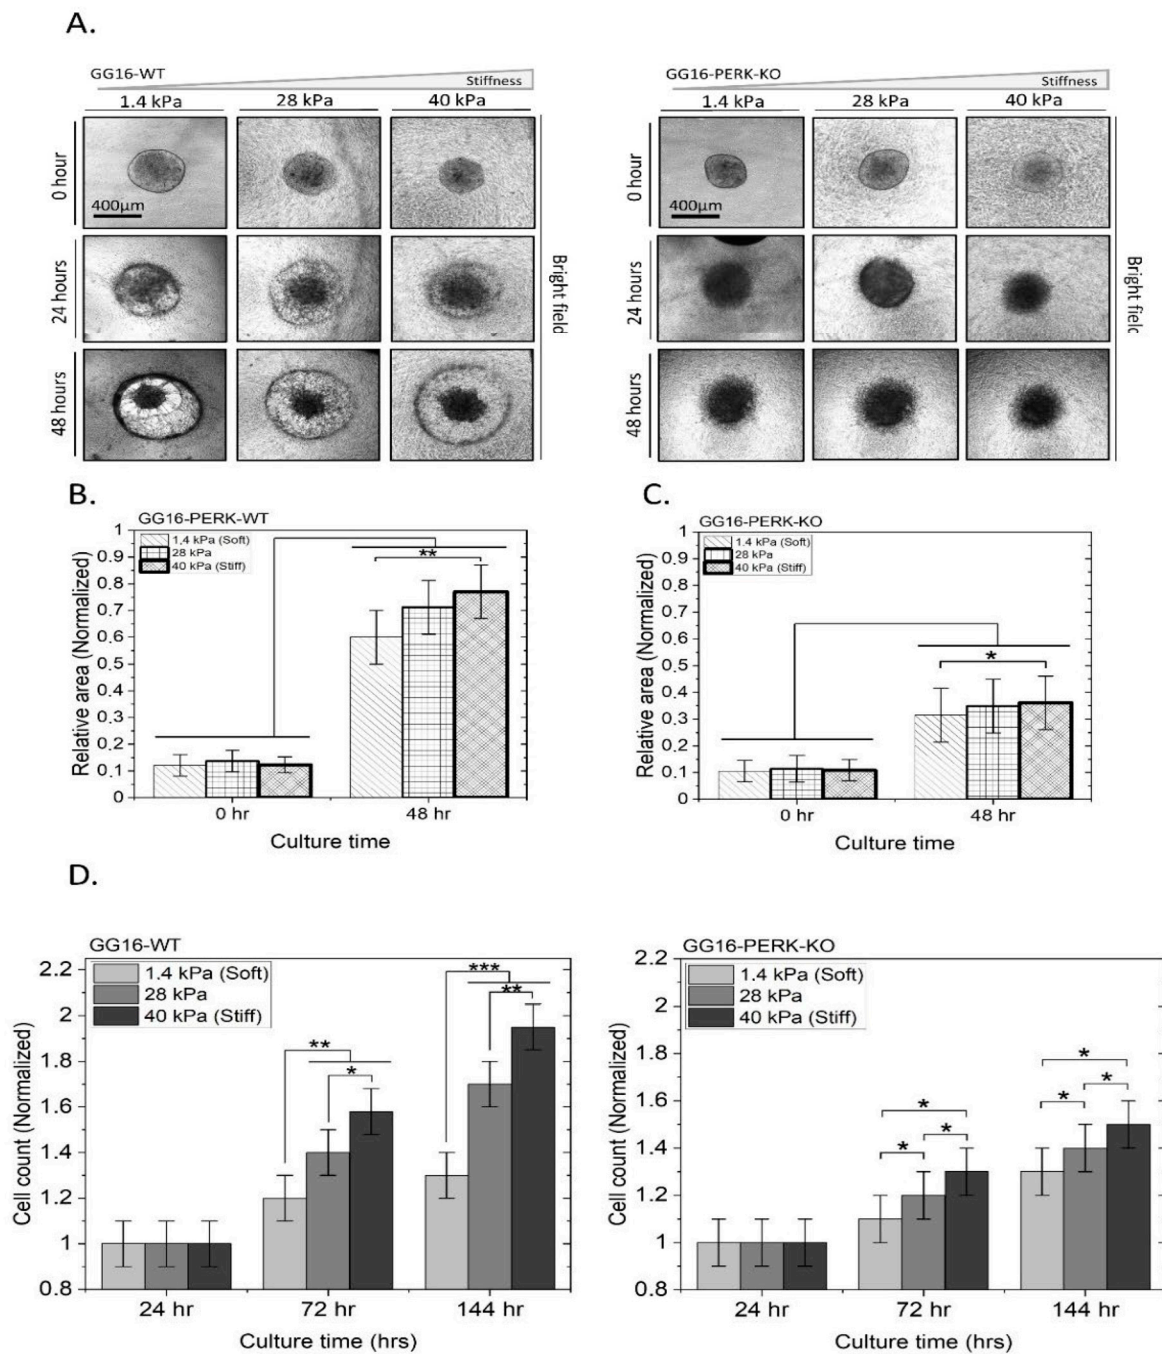 A.
GG16-WT
Stiffness
1.4 kPa 28 kPa 40 kPa
0 hour
400µm
24 hours
48 hours
Bright field
GG16-PERK-KO
Stiffness
1.4 kPa 28 kPa 40 kPa
0 hour
400µm
24 hours
48 hours
Bright field
B.
GG16-PERK-WT
1.4 kPa (Soft)
28 kPa
40 kPa (Stiff)
**
Relative area (Normalized)
1
0.9
0.8
0.7
0.6
0.5
0.4
0.3
0.2
0.1
0
0 hr 48 hr
Culture time
C.
GG16-PERK-KO
1.4 kPa (Soft)
28 kPa
40 kPa (Stiff)
*
Relative area (Normalized)
1
0.9
0.8
0.7
0.6
0.5
0.4
0.3
0.2
0.1
0
0 hr 48 hr
Culture time
D.
GG16-WT
1.4 kPa (Soft)
28 kPa
40 kPa (Stiff)
***
**
**
*
Cell count (Normalized)
2.2
2
1.8
1.6
1.4
1.2
1
0.8
24 hr 72 hr 144 hr
Culture time (hrs)
GG16-PERK-KO
1.4 kPa (Soft)
28 kPa
40 kPa (Stiff)
*
* *
*
* *
Cell count (Normalized)
2.2
2
1.8
1.6
1.4
1.2
1
0.8
24 hr 72 hr 144 hr
Culture time (hrs)